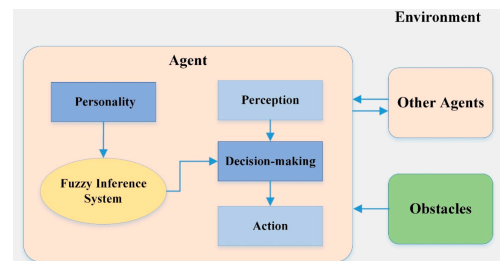 Environment
Agent
Personality
Perception
Other Agents
Decision-making
Fuzzy Inference
System
Obstacles
Action